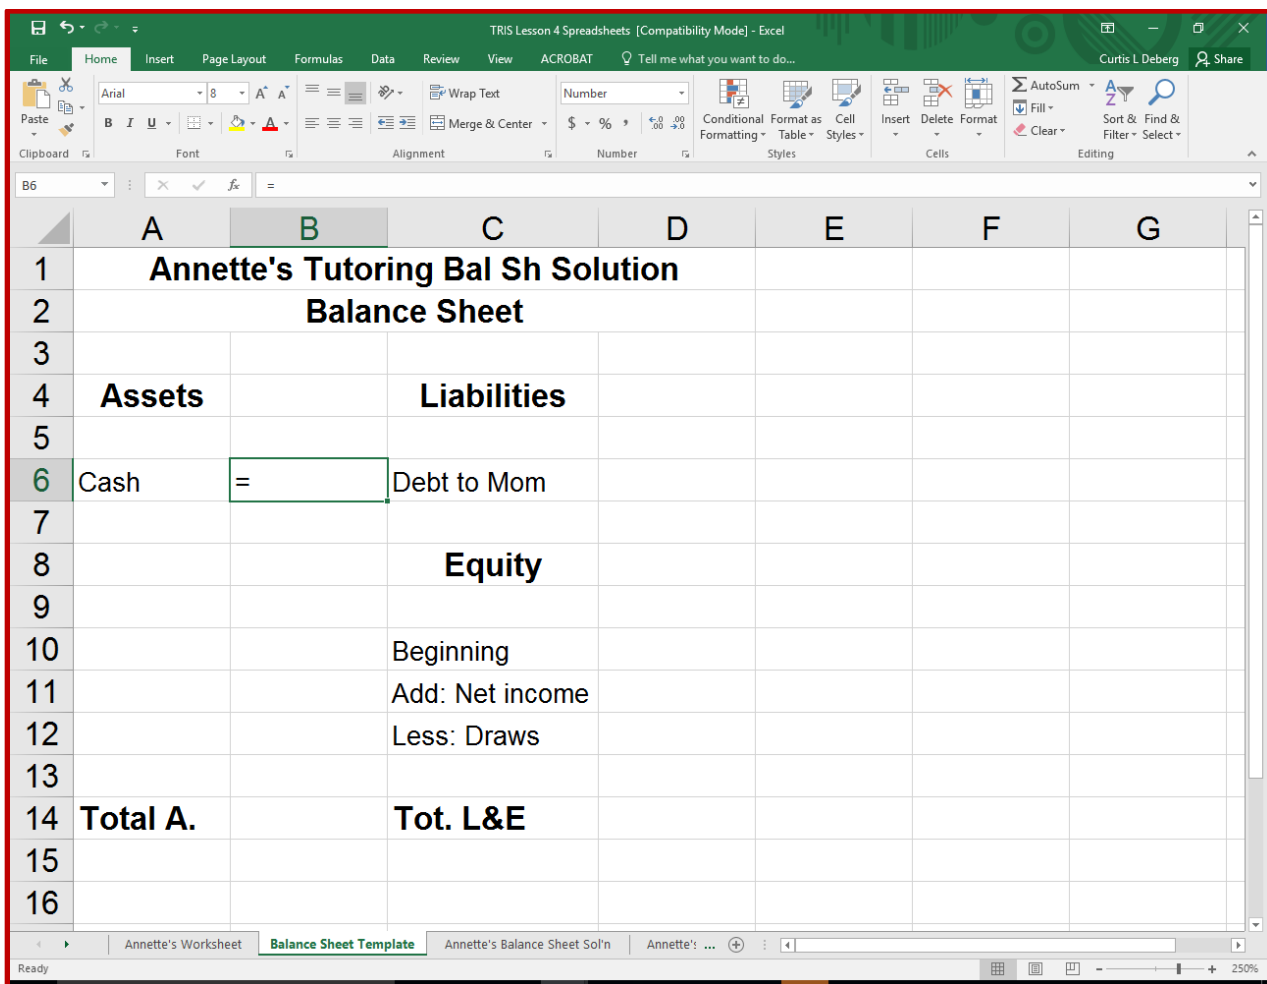 TRIS Lesson 4 Spreadsheets [Compatibility Mode] - Excel
File Home Insert Page Layout Formulas Data Review View ACROBAT Tell me what you want to do... Curtis L Deberg Share
Arial 8 A A Wrap Text Number AutoSum
Paste B I U A Merge & Center $ % , Conditional Formatting Format as Table Cell Styles Insert Delete Format Fill Clear Sort & Filter Find & Select
Clipboard Font Alignment Number Styles Cells Editing
B6 fx =
A B C D E F G
1 Annette's Tutoring Bal Sh Solution
2 Balance Sheet
3
4 Assets Liabilities
5
6 Cash = Debt to Mom
7
8 Equity
9
10 Beginning
11 Add: Net income
12 Less: Draws
13
14 Total A. Tot. L&E
15
16
Annette's Worksheet Balance Sheet Template Annette's Balance Sheet Sol'n Annette's ...
Ready 250%